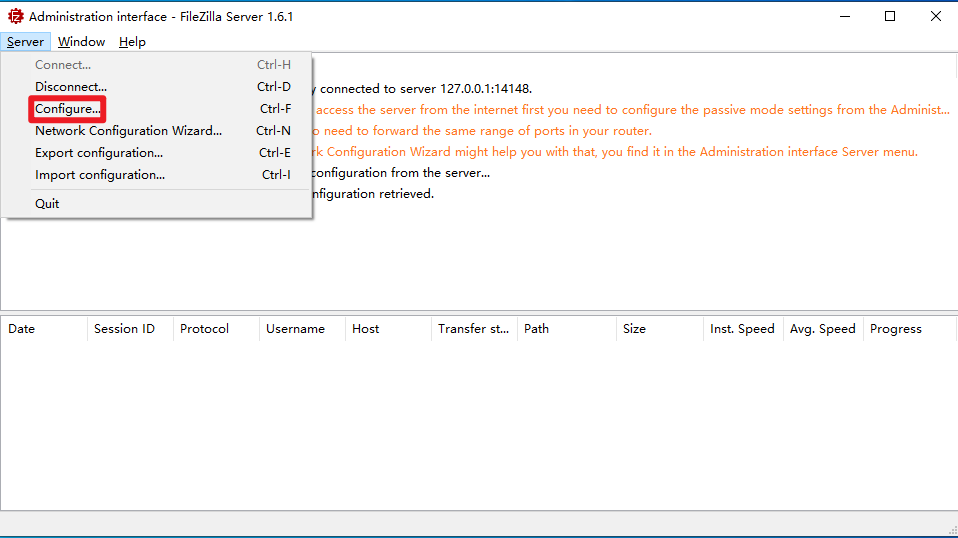 Administration interface - FileZilla Server 1.6.1
Server Window Help
Connect... Ctrl-H
Disconnect... Ctrl-D
y connected to server 127.0.0.1:14148.
Configure... Ctrl-F
access the server from the internet first you need to configure the passive mode settings from the Administ...
Network Configuration Wizard... Ctrl-N
o need to forward the same range of ports in your router.
Export configuration... Ctrl-E
rk Configuration Wizard might help you with that, you find it in the Administration interface Server menu.
Import configuration... Ctrl-I
configuration from the server...
nfiguration retrieved.
Quit
Date Session ID Protocol Username Host Transfer st... Path Size Inst. Speed Avg. Speed Progress